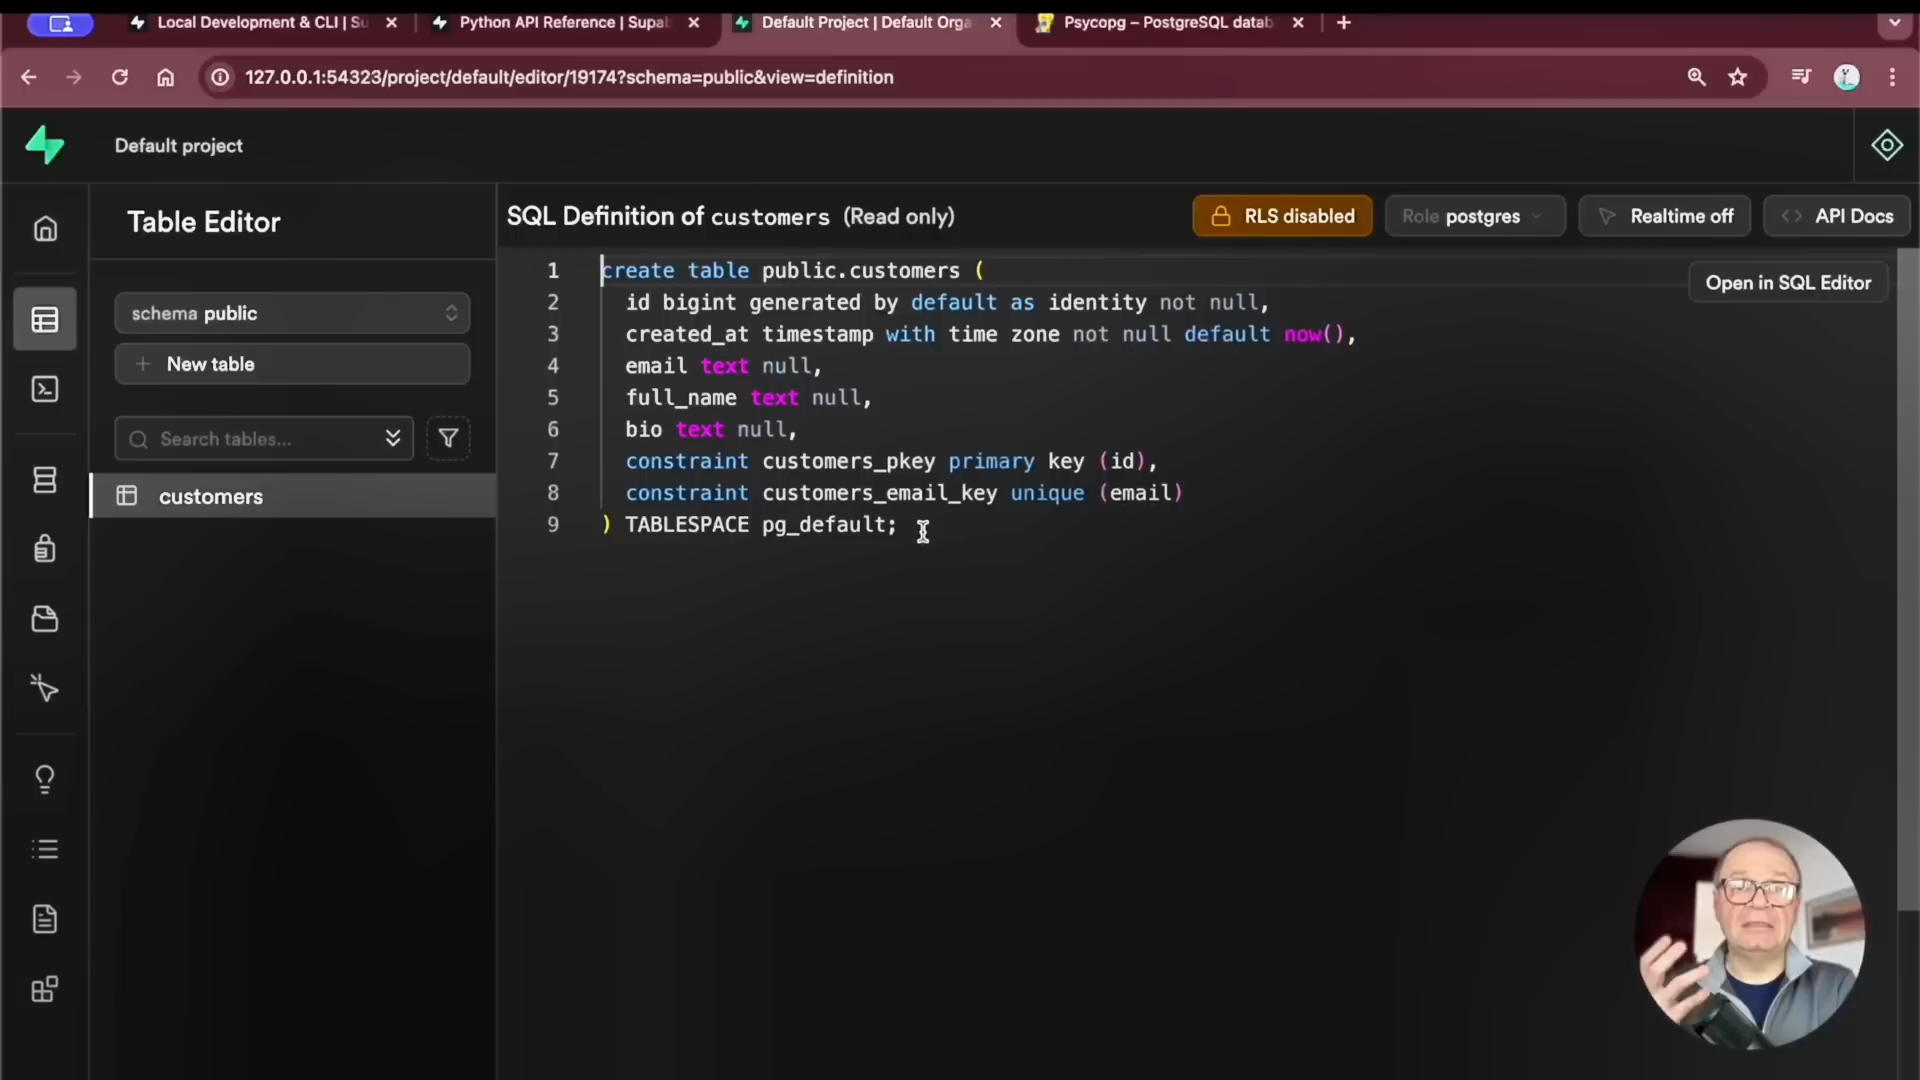 Local Development & CLI | Su
Python API Reference | Supab
Default Project | Default Orga
Psycopg – PostgreSQL datab
127.0.0.1:54323/project/default/editor/19174?schema=public&view=definition
Default project
Table Editor
schema public
New table
Search tables...
customers
SQL Definition of customers (Read only)
RLS disabled
Role postgres
Realtime off
API Docs
Open in SQL Editor
1 create table public.customers (
2 id bigint generated by default as identity not null,
3 created_at timestamp with time zone not null default now(),
4 email text null,
5 full_name text null,
6 bio text null,
7 constraint customers_pkey primary key (id),
8 constraint customers_email_key unique (email)
9 ) TABLESPACE pg_default;